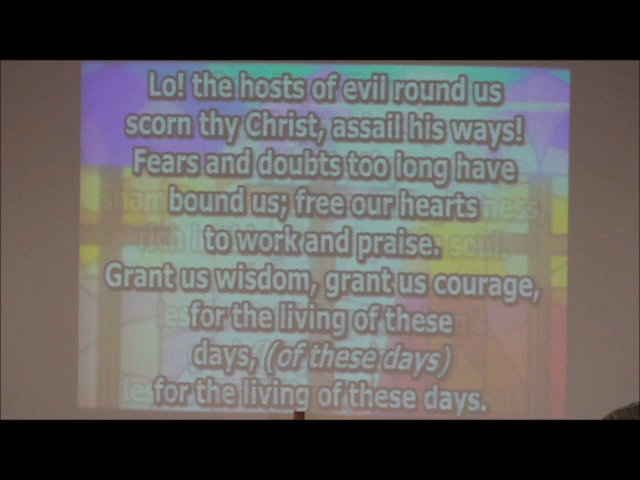 Lo! the hosts of evil round us
scorn thy Christ, assail his ways!
Fears and doubts too long have
bound us; free our hearts
to work and praise.
Grant us wisdom, grant us courage,
for the living of these
days, (of these days)
for the living of these days.